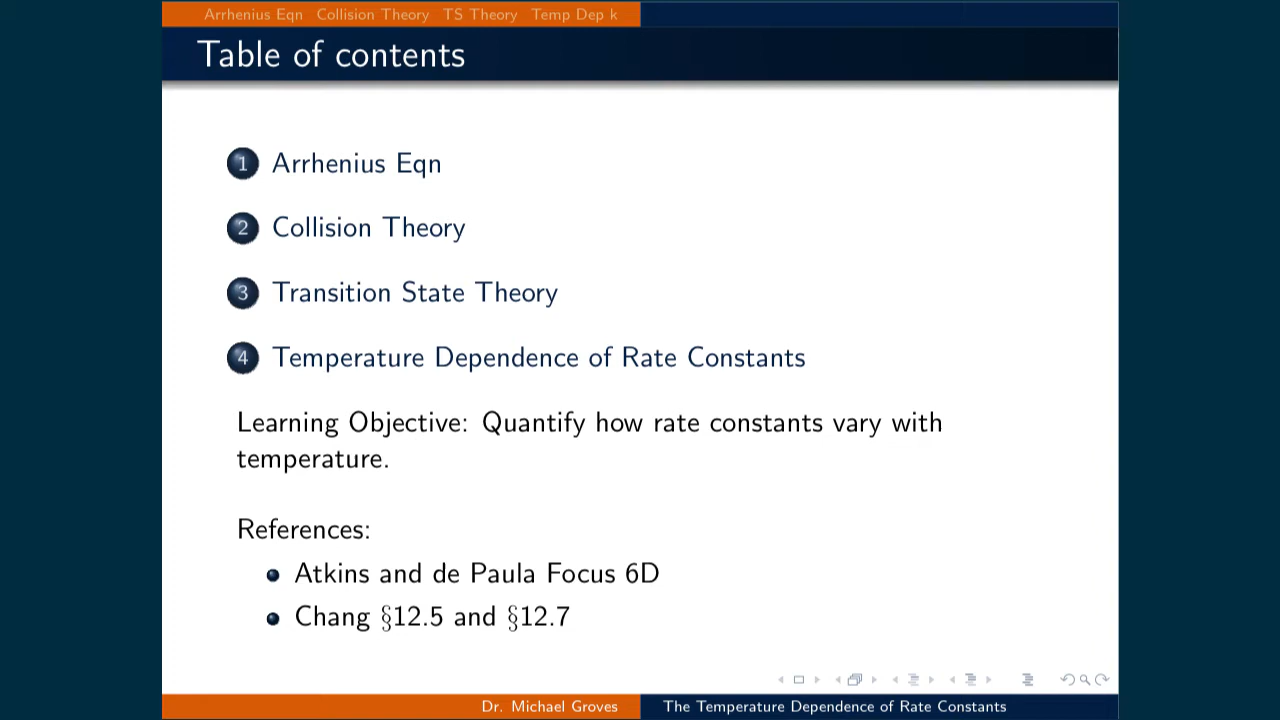 Arrhenius Eqn Collision Theory TS Theory Temp Dep k
Table of contents
1 Arrhenius Eqn
2 Collision Theory
3 Transition State Theory
4 Temperature Dependence of Rate Constants
Learning Objective: Quantify how rate constants vary with
temperature.
References:
Atkins and de Paula Focus 6D
Chang §12.5 and §12.7
Dr. Michael Groves The Temperature Dependence of Rate Constants